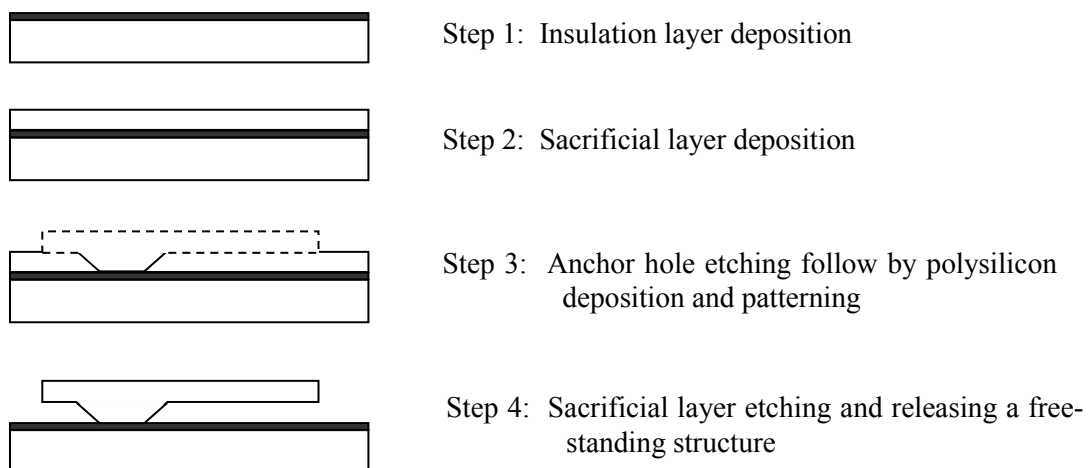 Step 1: Insulation layer deposition
Step 2: Sacrificial layer deposition
Step 3: Anchor hole etching follow by polysilicon
deposition and patterning
Step 4: Sacrificial layer etching and releasing a free-
standing structure